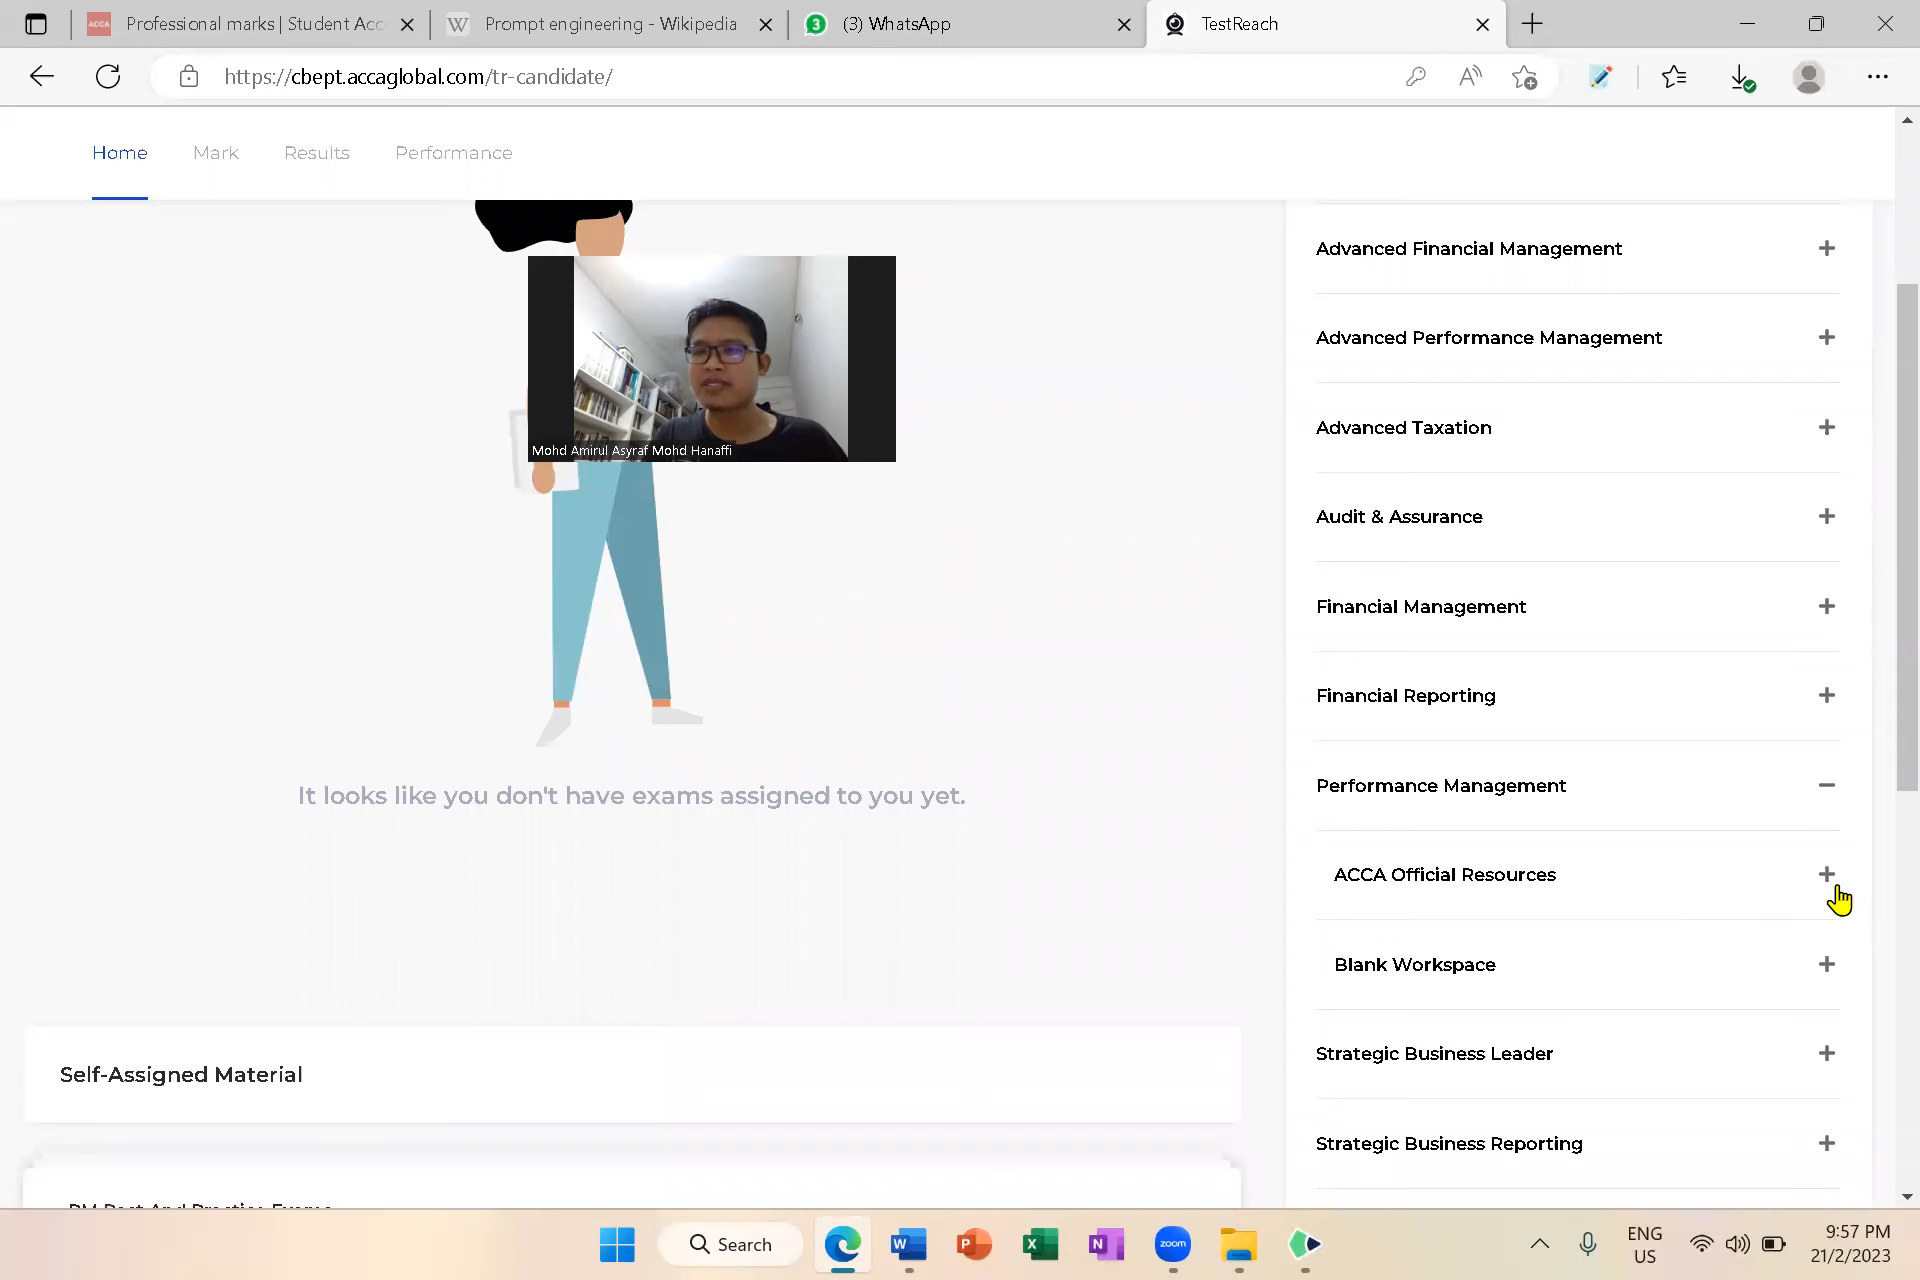 Professional marks | Student Acc
Prompt engineering - Wikipedia
3
(3) WhatsApp
TestReach
https://cbept.accaglobal.com/tr-candidate/
Home
Mark
Results
Performance
Advanced Financial Management
Advanced Performance Management
Advanced Taxation
Mohd Amirul Asyraf Mohd Hanaffi
Audit & Assurance
Financial Management
Financial Reporting
Performance Management
It looks like you don't have exams assigned to you yet.
ACCA Official Resources
Blank Workspace
Strategic Business Leader
Self-Assigned Material
Strategic Business Reporting
Search
zoom
ENG
US
9:57 PM
21/2/2023